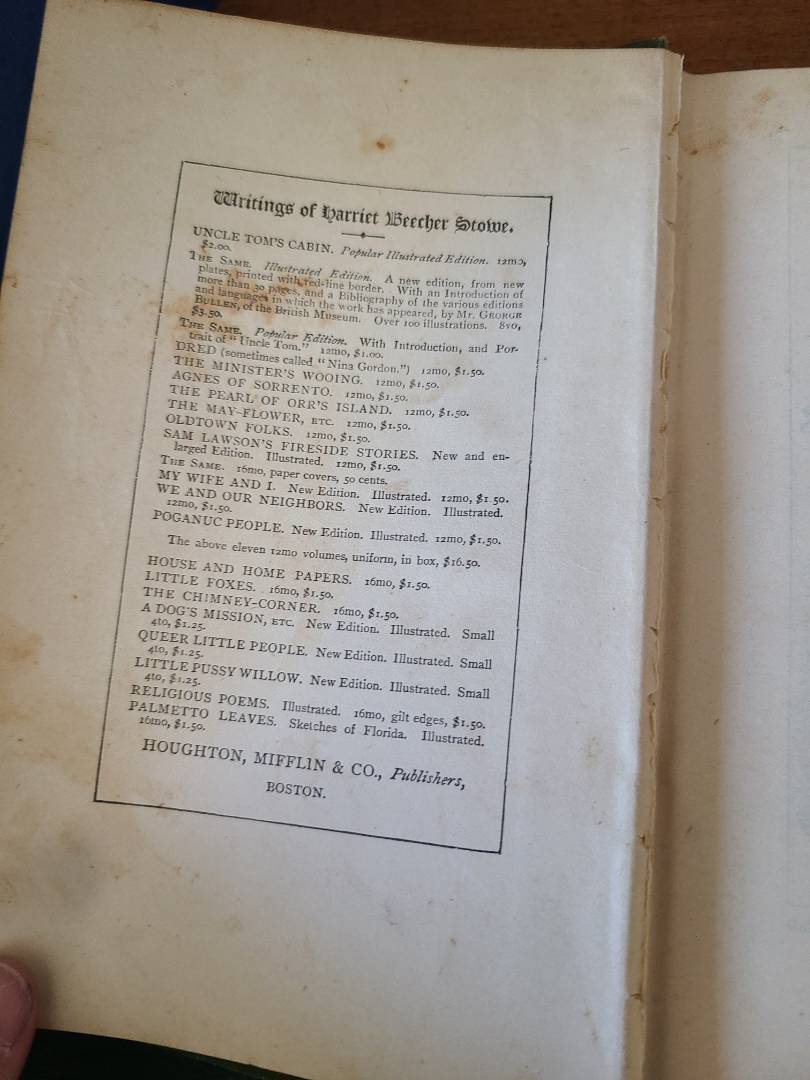 Writings of Harriet Beecher Stowe.
UNCLE TOM'S CABIN. Popular Illustrated Edition. 12mo,
$2.00.
THE SAME. Illustrated Edition. A new edition, from new
plates, printed with red-line border. With an Introduction of
more than 30 pages, and a Bibliography of the various editions
and languages in which the work has appeared, by Mr. GEORGE
BULLEN, of the British Museum. Over 100 illustrations. 8vo,
$3.50.
THE SAME. Popular Edition. With Introduction, and Por-
trait of "Uncle Tom." 12mo, $1.00.
DRED (sometimes called "Nina Gordon.") 12mo, $1.50.
THE MINISTER'S WOOING. 12mo, $1.50.
AGNES OF SORRENTO. 12mo, $1.50.
THE PEARL OF ORR'S ISLAND. 12mo, $1.50.
THE MAY-FLOWER, ETC. 12mo, $1.50.
OLDTOWN FOLKS. 12mo, $1.50.
SAM LAWSON'S FIRESIDE STORIES. New and en-
larged Edition. Illustrated. 12mo, $1.50.
THE SAME. 16mo, paper covers, 50 cents.
MY WIFE AND I. New Edition. Illustrated. 12mo, $1.50.
WE AND OUR NEIGHBORS. New Edition. Illustrated.
12mo, $1.50.
POGANUC PEOPLE. New Edition. Illustrated. 12mo, $1.50.
The above eleven 12mo volumes, uniform, in box, $16.50.
HOUSE AND HOME PAPERS. 16mo, $1.50.
LITTLE FOXES. 16mo, $1.50.
THE CHIMNEY-CORNER. 16mo, $1.50.
A DOG'S MISSION, ETC. New Edition. Illustrated. Small
4to, $1.25.
QUEER LITTLE PEOPLE. New Edition. Illustrated. Small
4to, $1.25.
LITTLE PUSSY WILLOW. New Edition. Illustrated. Small
4to, $1.25.
RELIGIOUS POEMS. Illustrated. 16mo, gilt edges, $1.50.
PALMETTO LEAVES. Sketches of Florida. Illustrated.
16mo, $1.50.
HOUGHTON, MIFFLIN & CO., Publishers,
BOSTON.